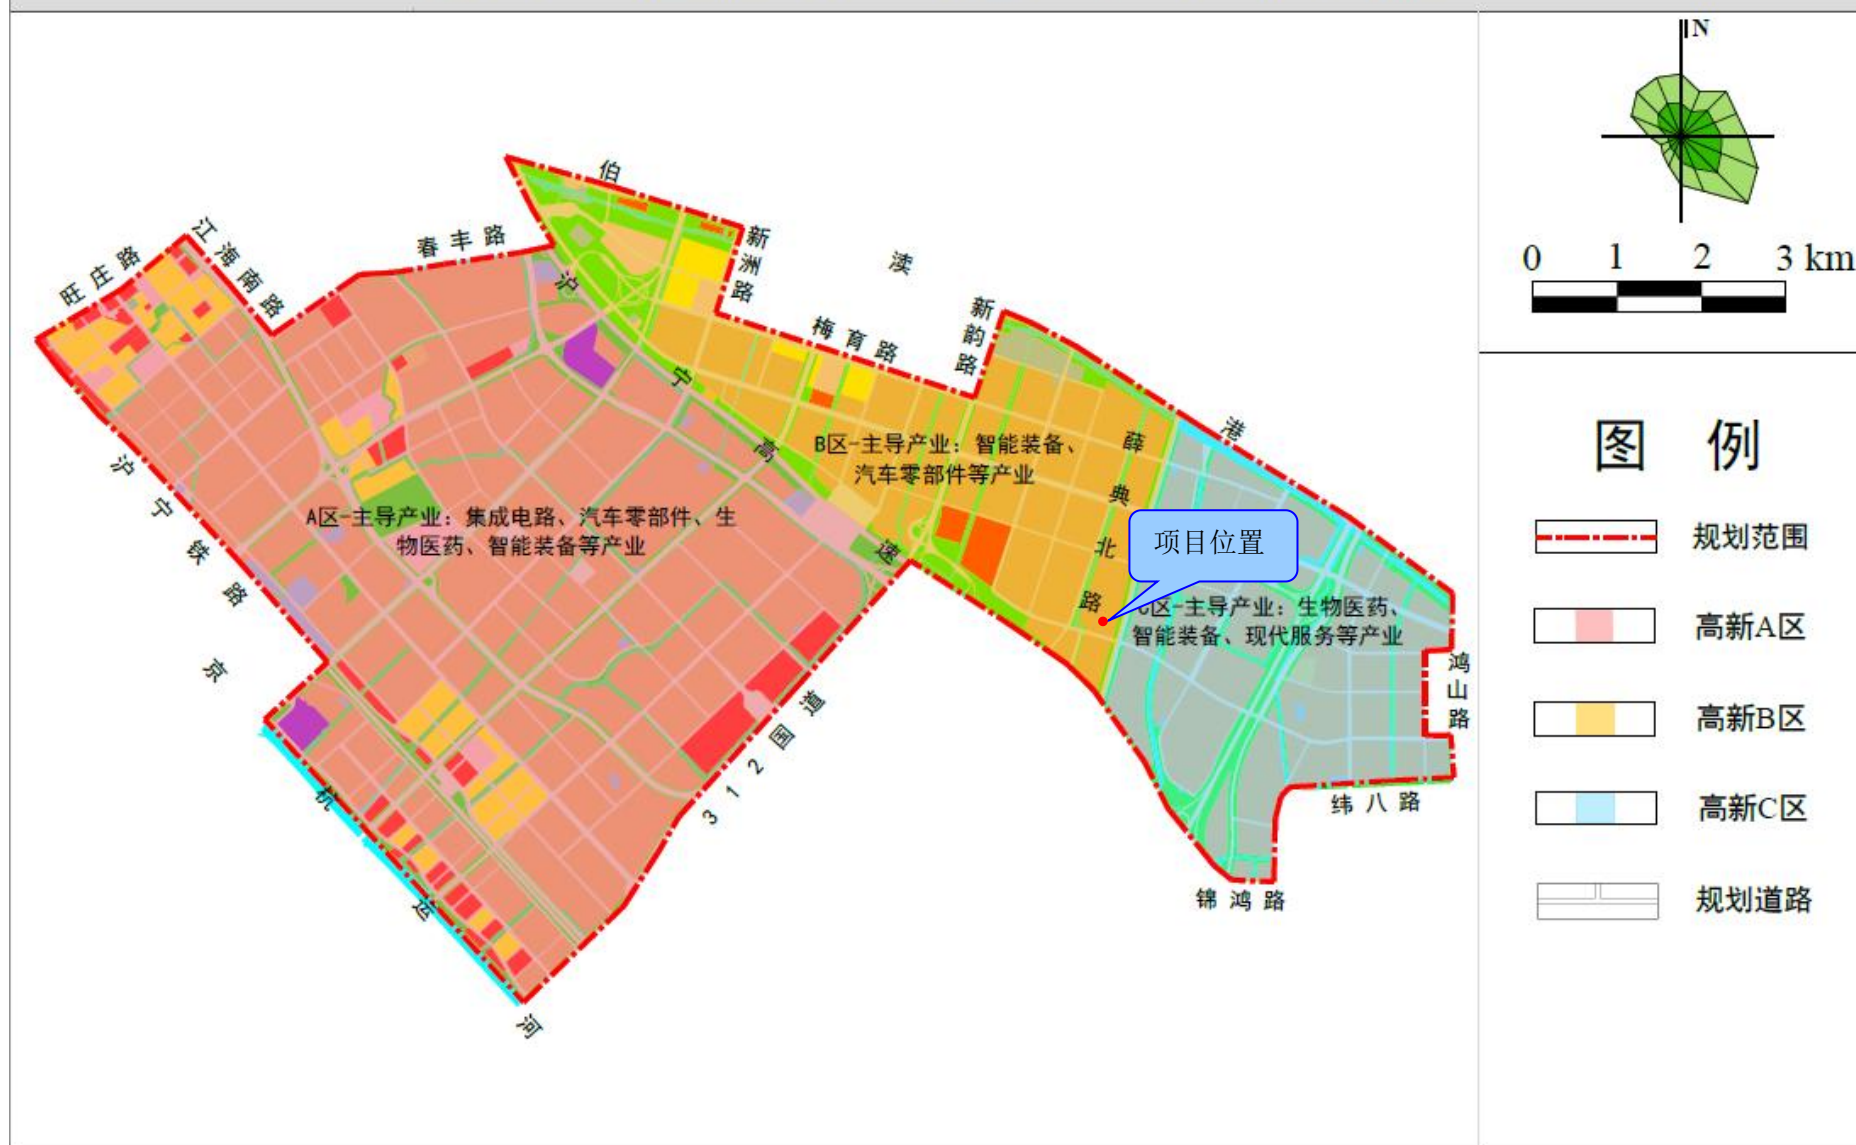 N
0 1 2 3 km
图 例
规划范围
高新A区
高新B区
高新C区
规划道路
旺庄路
江海南路
春丰路
伯渎港
新洲路
梅育路
新韵路
沪宁高速
薛典北路
B区-主导产业：智能装备、
汽车零部件等产业
A区-主导产业：集成电路、汽车零部件、生
物医药、智能装备等产业
项目位置
区-主导产业：生物医药、
智能装备、现代服务等产业
沪宁铁路
京杭运河
312国道
鸿山路
纬八路
锦鸿路